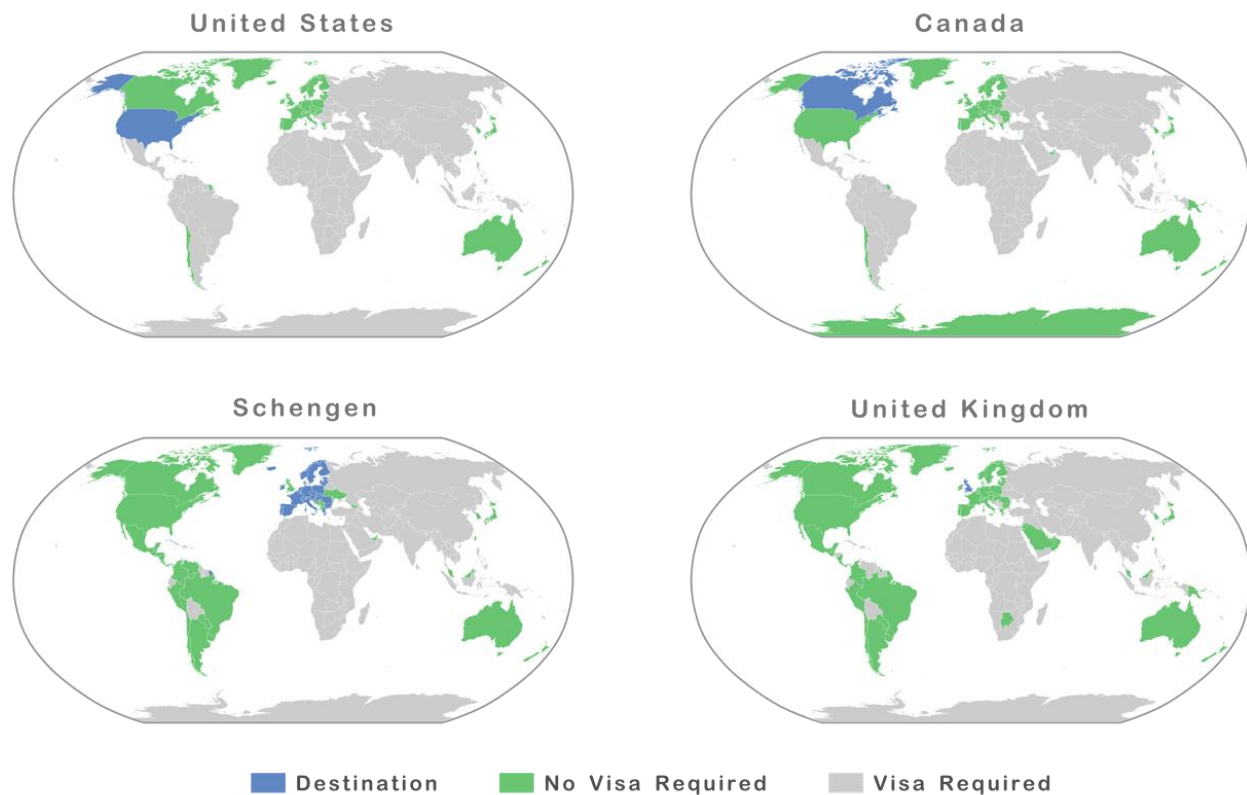 United States
Canada
Schengen
United Kingdom
Destination
No Visa Required
Visa Required